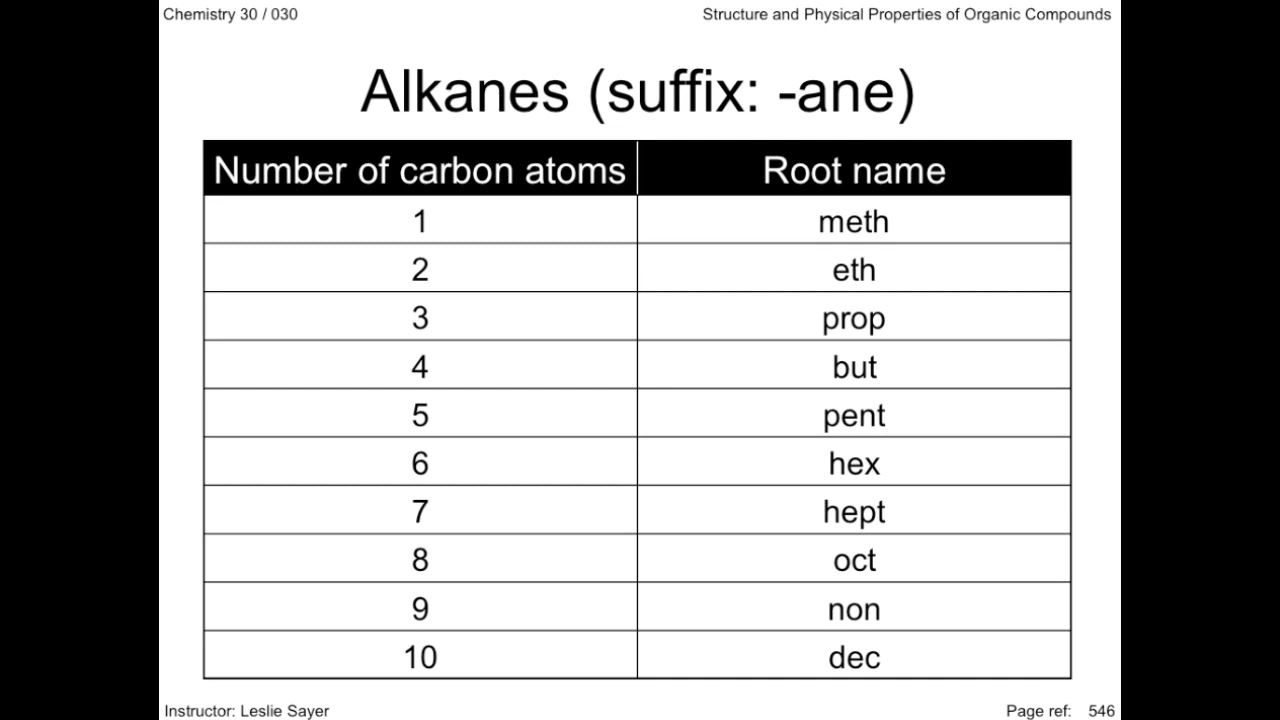 Chemistry 30 / 030 Structure and Physical Properties of Organic Compounds
Alkanes (suffix: -ane)
Number of carbon atoms Root name
1 meth
2 eth
3 prop
4 but
5 pent
6 hex
7 hept
8 oct
9 non
10 dec
Instructor: Leslie Sayer Page ref: 546